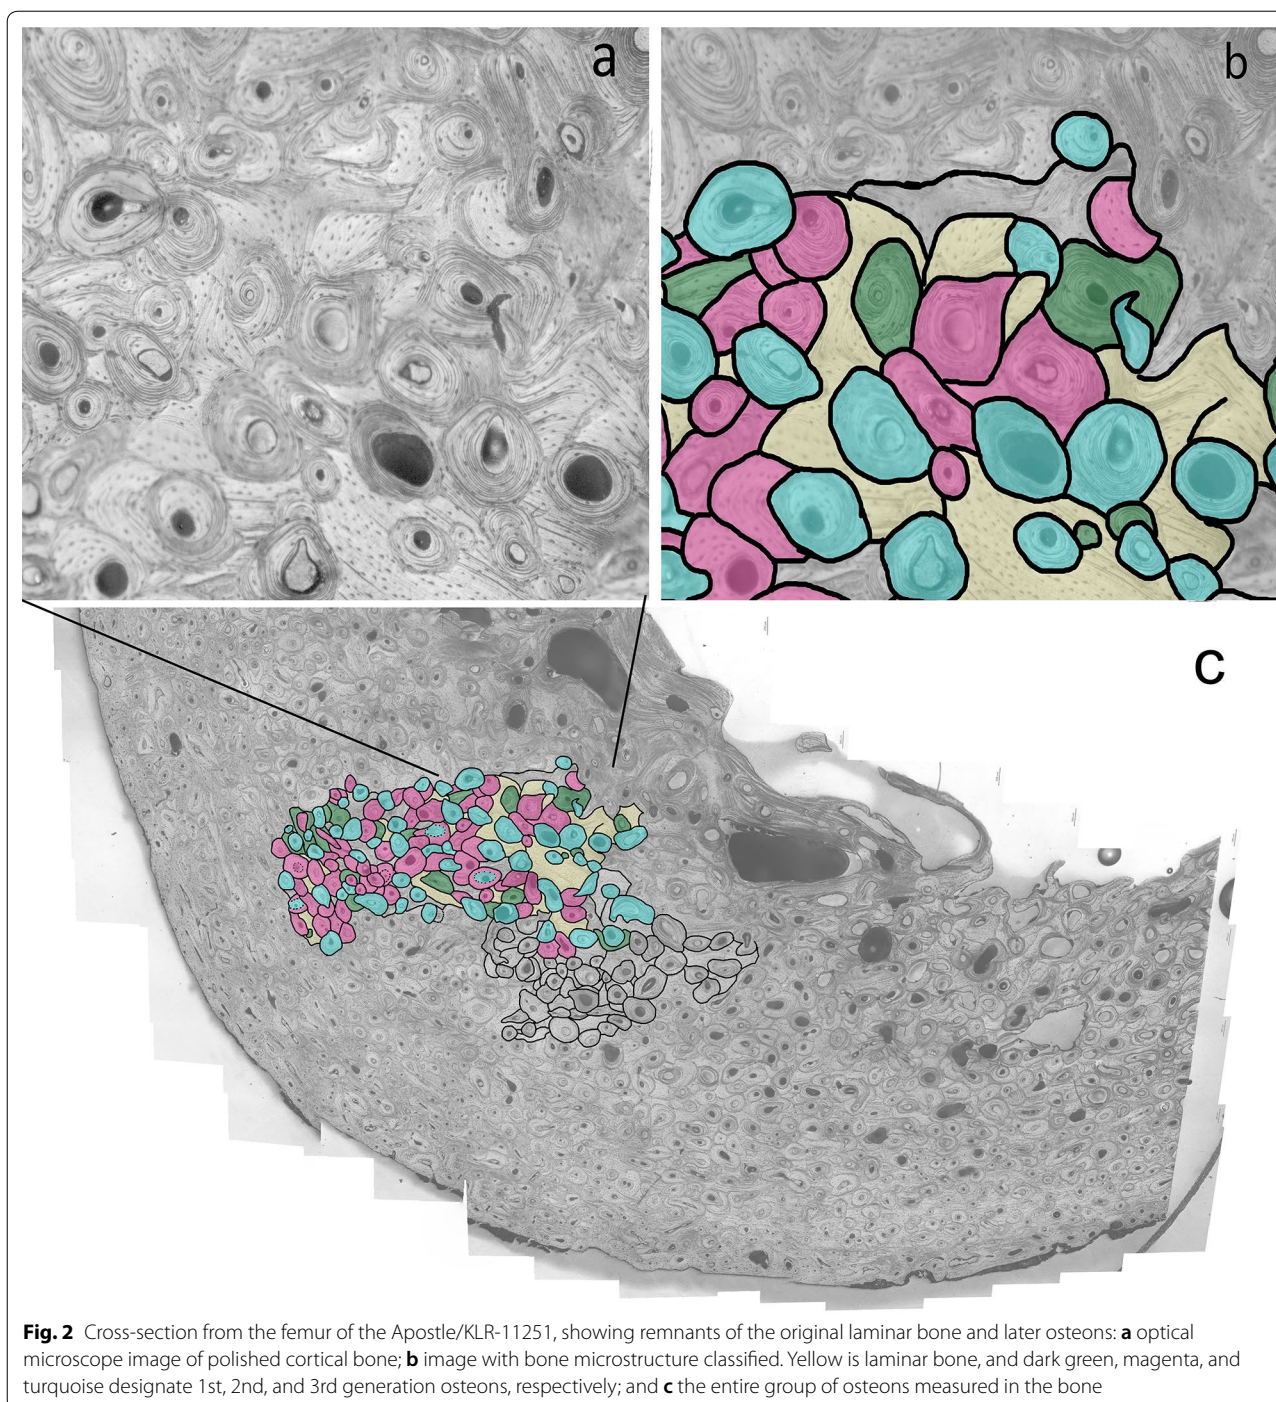 a
b
c
Fig. 2 Cross-section from the femur of the Apostle/KLR-11251, showing remnants of the original laminar bone and later osteons: a optical
microscope image of polished cortical bone; b image with bone microstructure classified. Yellow is laminar bone, and dark green, magenta, and
turquoise designate 1st, 2nd, and 3rd generation osteons, respectively; and c the entire group of osteons measured in the bone